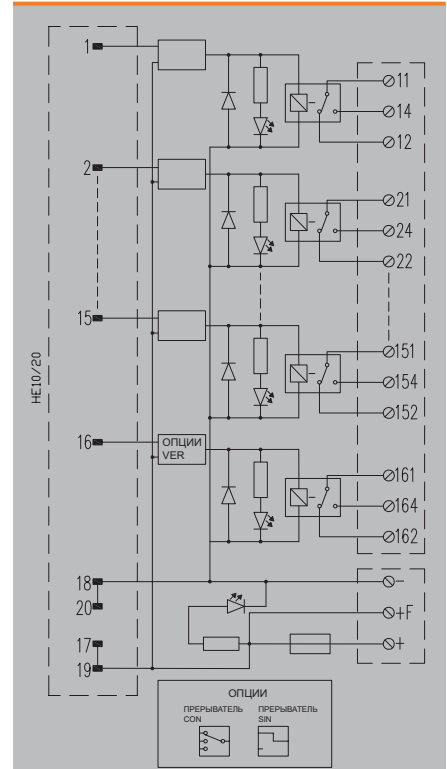 1
11
14
12
2
21
24
22
15
151
154
152
HE10/20
16
ОПЦИИ
VER
161
164
162
18
20
17
19
-
+F
+
ОПЦИИ
ПРЕРЫВАТЕЛЬ
CON
ПРЕРЫВАТЕЛЬ
SIN